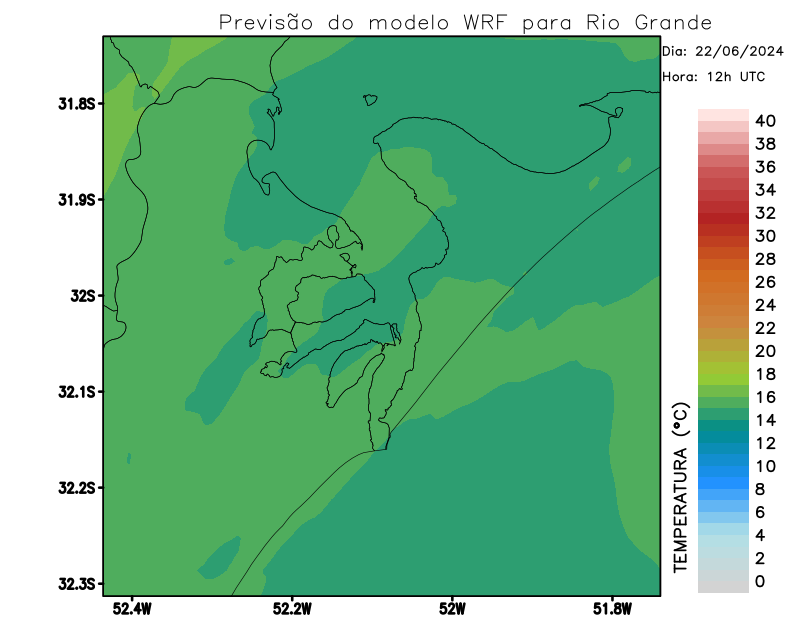 Previsão do modelo WRF para Rio Grande
Dia: 22/06/2024
Hora: 12h UTC
31.8S
31.9S
32S
32.1S
32.2S
32.3S
52.4W
52.2W
52W
51.8W
TEMPERATURA (°C)
40
38
36
34
32
30
28
26
24
22
20
18
16
14
12
10
8
6
4
2
0